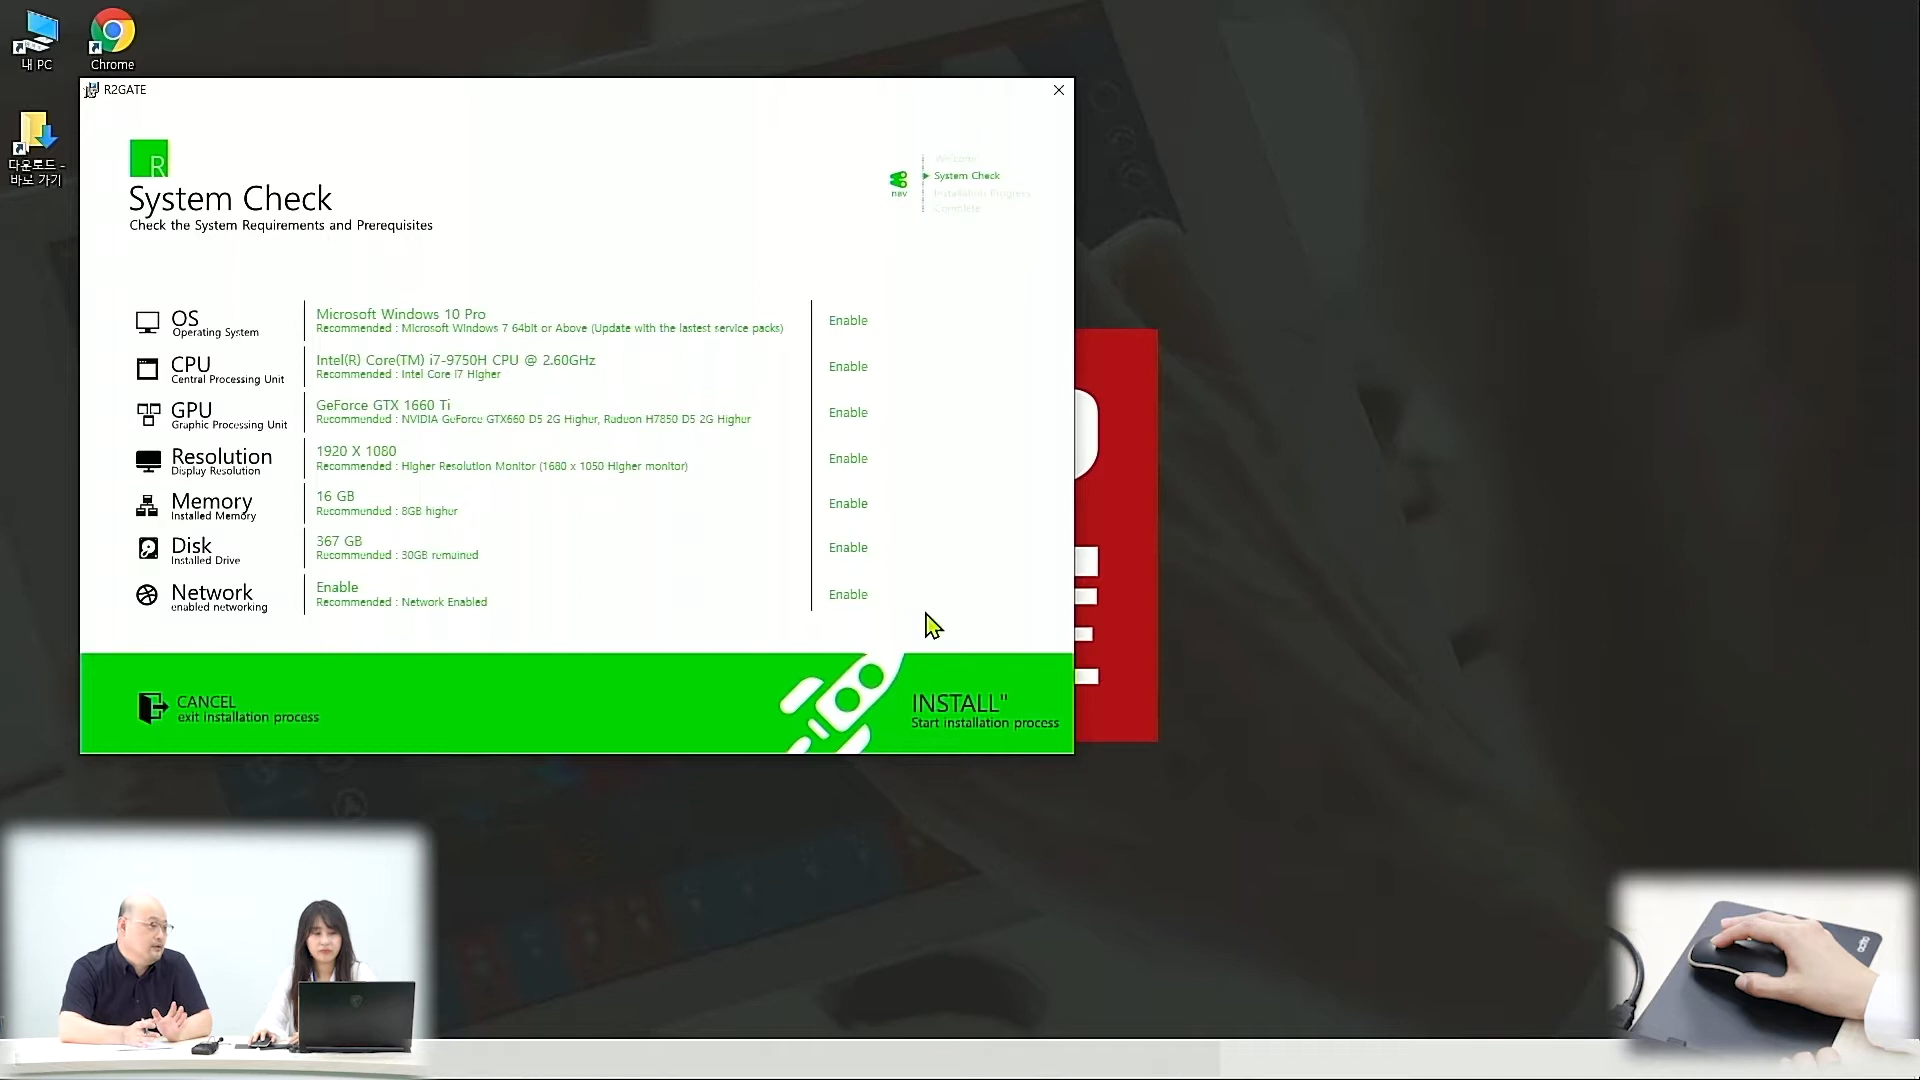 내 PC
Chrome
다운로드 -
바로 가기
R2GATE
R
System Check
Check the System Requirements and Prerequisites
nav
Welcome
System Check
Installation Progress
Complete
OS
Operating System
Microsoft Windows 10 Pro
Recommended : Microsoft Windows 7 64bit or Above (Update with the lastest service packs)
Enable
CPU
Central Processing Unit
Intel(R) Core(TM) i7-9750H CPU @ 2.60GHz
Recommended : Intel Core i7 Higher
Enable
GPU
Graphic Processing Unit
GeForce GTX 1660 Ti
Recommended : NVIDIA GeForce GTX660 D5 2G Higher, Radeon H7850 D5 2G Higher
Enable
Resolution
Display Resolution
1920 X 1080
Recommended : Higher Resolution Monitor (1680 x 1050 Higher monitor)
Enable
Memory
Installed Memory
16 GB
Recommended : 8GB higher
Enable
Disk
Installed Drive
367 GB
Recommended : 30GB remained
Enable
Network
enabled networking
Enable
Recommended : Network Enabled
Enable
CANCEL
exit installation process
INSTALL"
Start installation process
actto